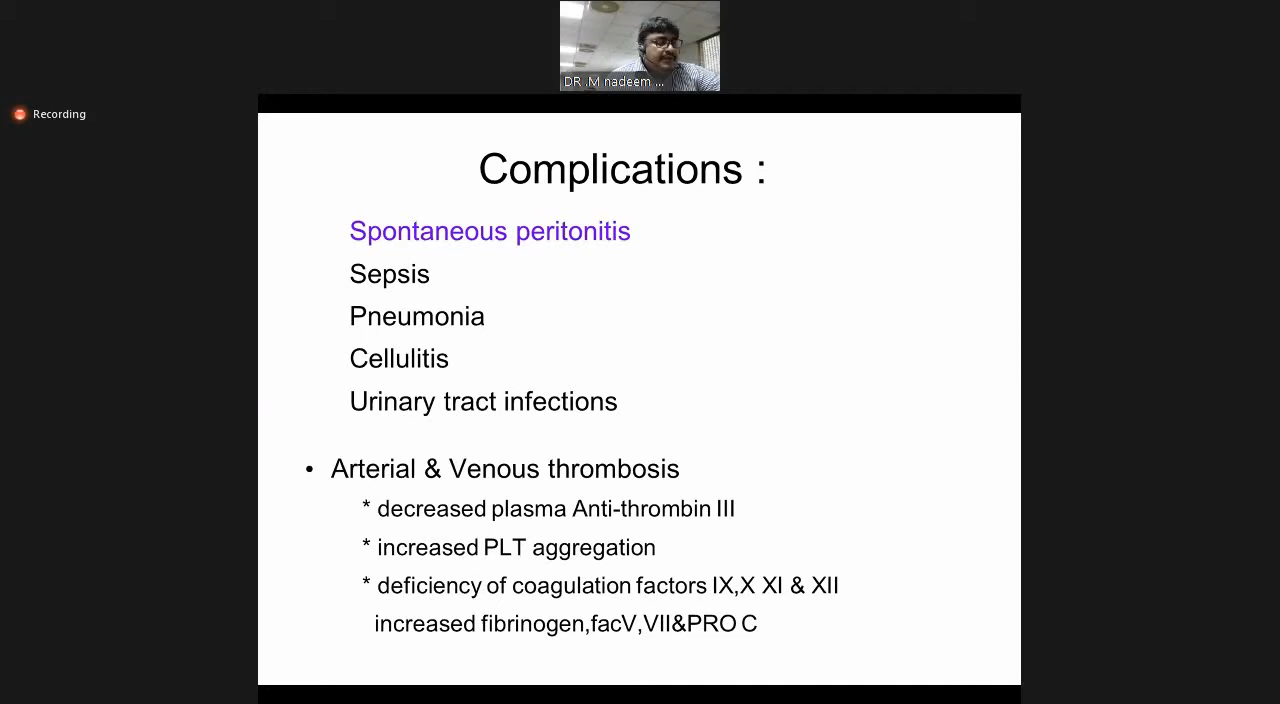 DR .M nadeem ...
Recording
Complications :
Spontaneous peritonitis
Sepsis
Pneumonia
Cellulitis
Urinary tract infections
• Arterial & Venous thrombosis
* decreased plasma Anti-thrombin III
* increased PLT aggregation
* deficiency of coagulation factors IX,X XI & XII
increased fibrinogen,facV,VII&PRO C